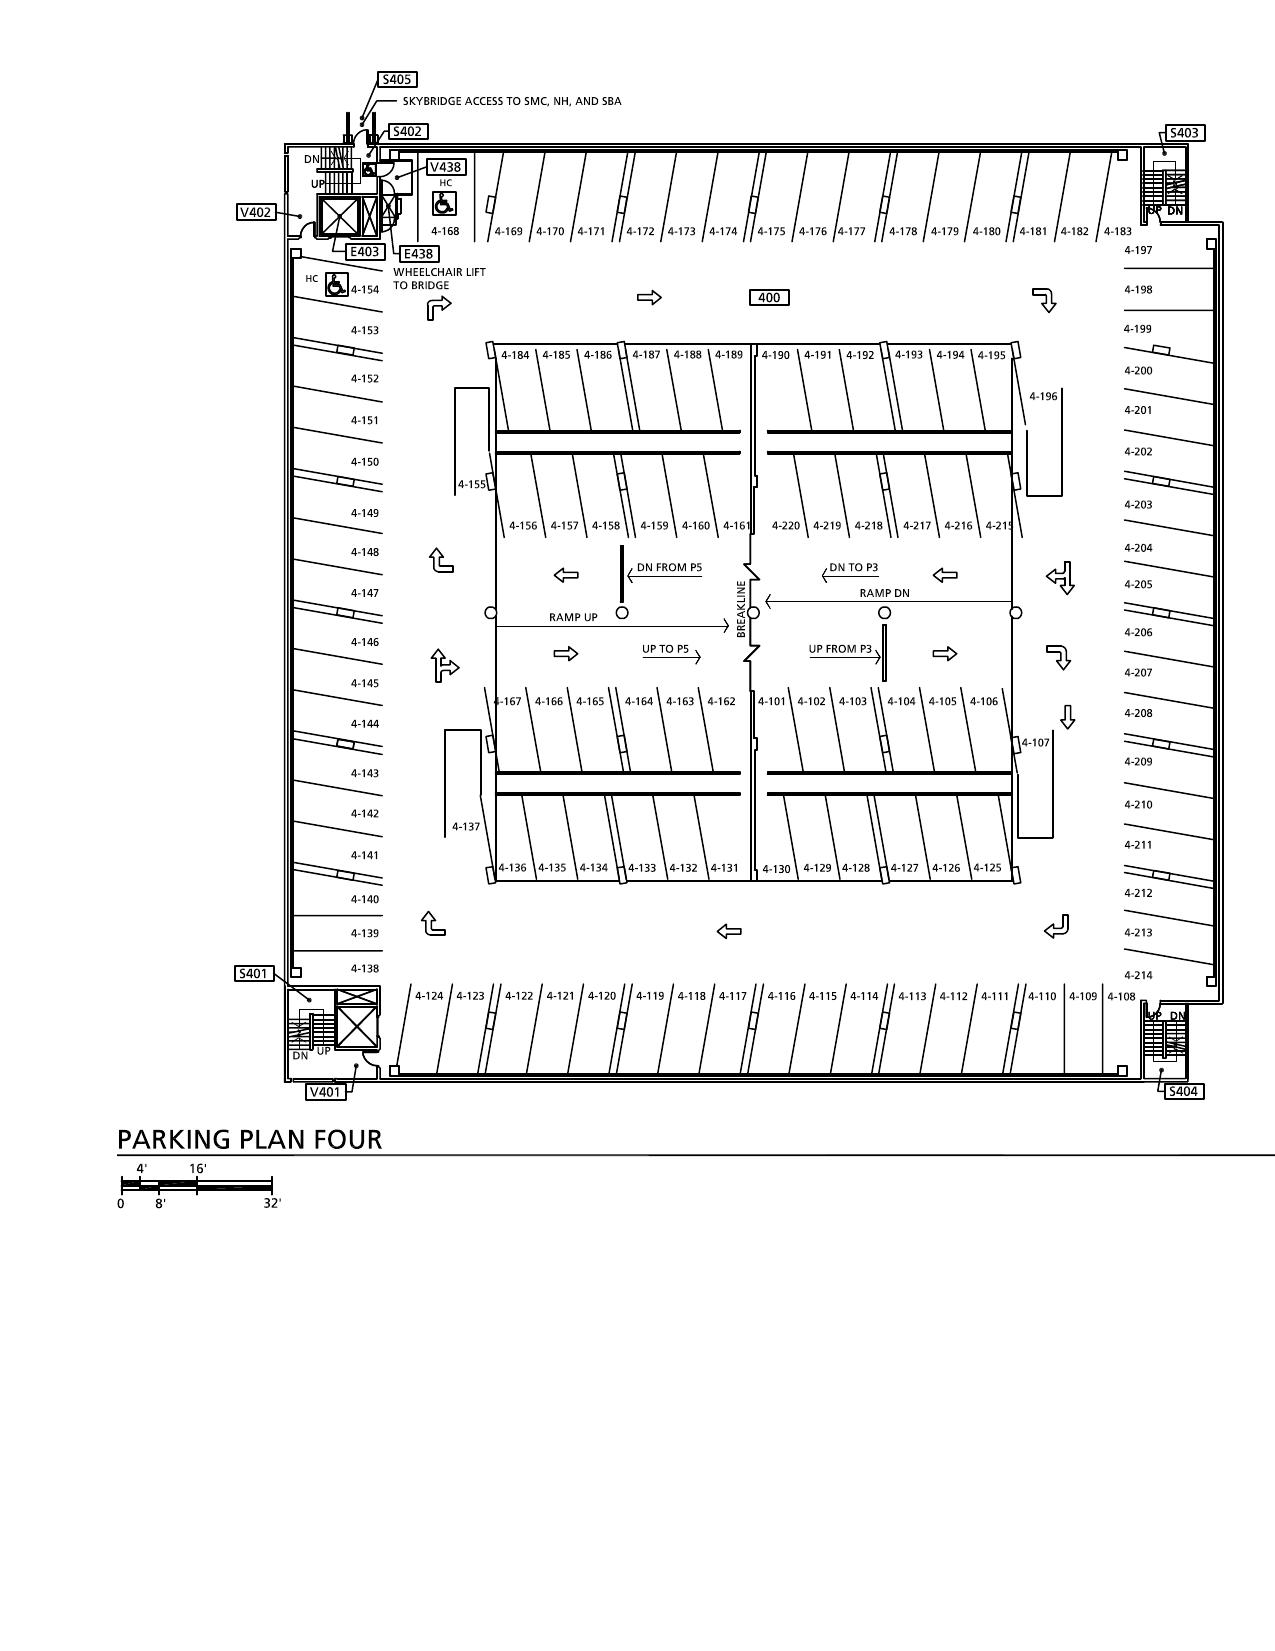 S405
SKYBRIDGE ACCESS TO SMC, NH, AND SBA
S402
S403
DN
UP
V438
HC
V402
E403
E438
UP DN
4-168 4-169 4-170 4-171 4-172 4-173 4-174 4-175 4-176 4-177 4-178 4-179 4-180 4-181 4-182 4-183
WHEELCHAIR LIFT
TO BRIDGE
HC
400
4-154
4-153
4-152
4-151
4-150
4-149
4-148
4-147
4-146
4-145
4-144
4-143
4-142
4-141
4-140
4-139
4-138
4-184 4-185 4-186 4-187 4-188 4-189 4-190 4-191 4-192 4-193 4-194 4-195
4-196
4-155
4-156 4-157 4-158 4-159 4-160 4-161 4-220 4-219 4-218 4-217 4-216 4-215
DN FROM P5
DN TO P3
RAMP DN
RAMP UP
BREAKLINE
UP TO P5
UP FROM P3
4-167 4-166 4-165 4-164 4-163 4-162 4-101 4-102 4-103 4-104 4-105 4-106
4-107
4-137
4-136 4-135 4-134 4-133 4-132 4-131 4-130 4-129 4-128 4-127 4-126 4-125
4-197
4-198
4-199
4-200
4-201
4-202
4-203
4-204
4-205
4-206
4-207
4-208
4-209
4-210
4-211
4-212
4-213
4-214
S401
4-124 4-123 4-122 4-121 4-120 4-119 4-118 4-117 4-116 4-115 4-114 4-113 4-112 4-111 4-110 4-109 4-108
UP DN
DN UP
V401
S404
PARKING PLAN FOUR
4' 16'
0 8' 32'